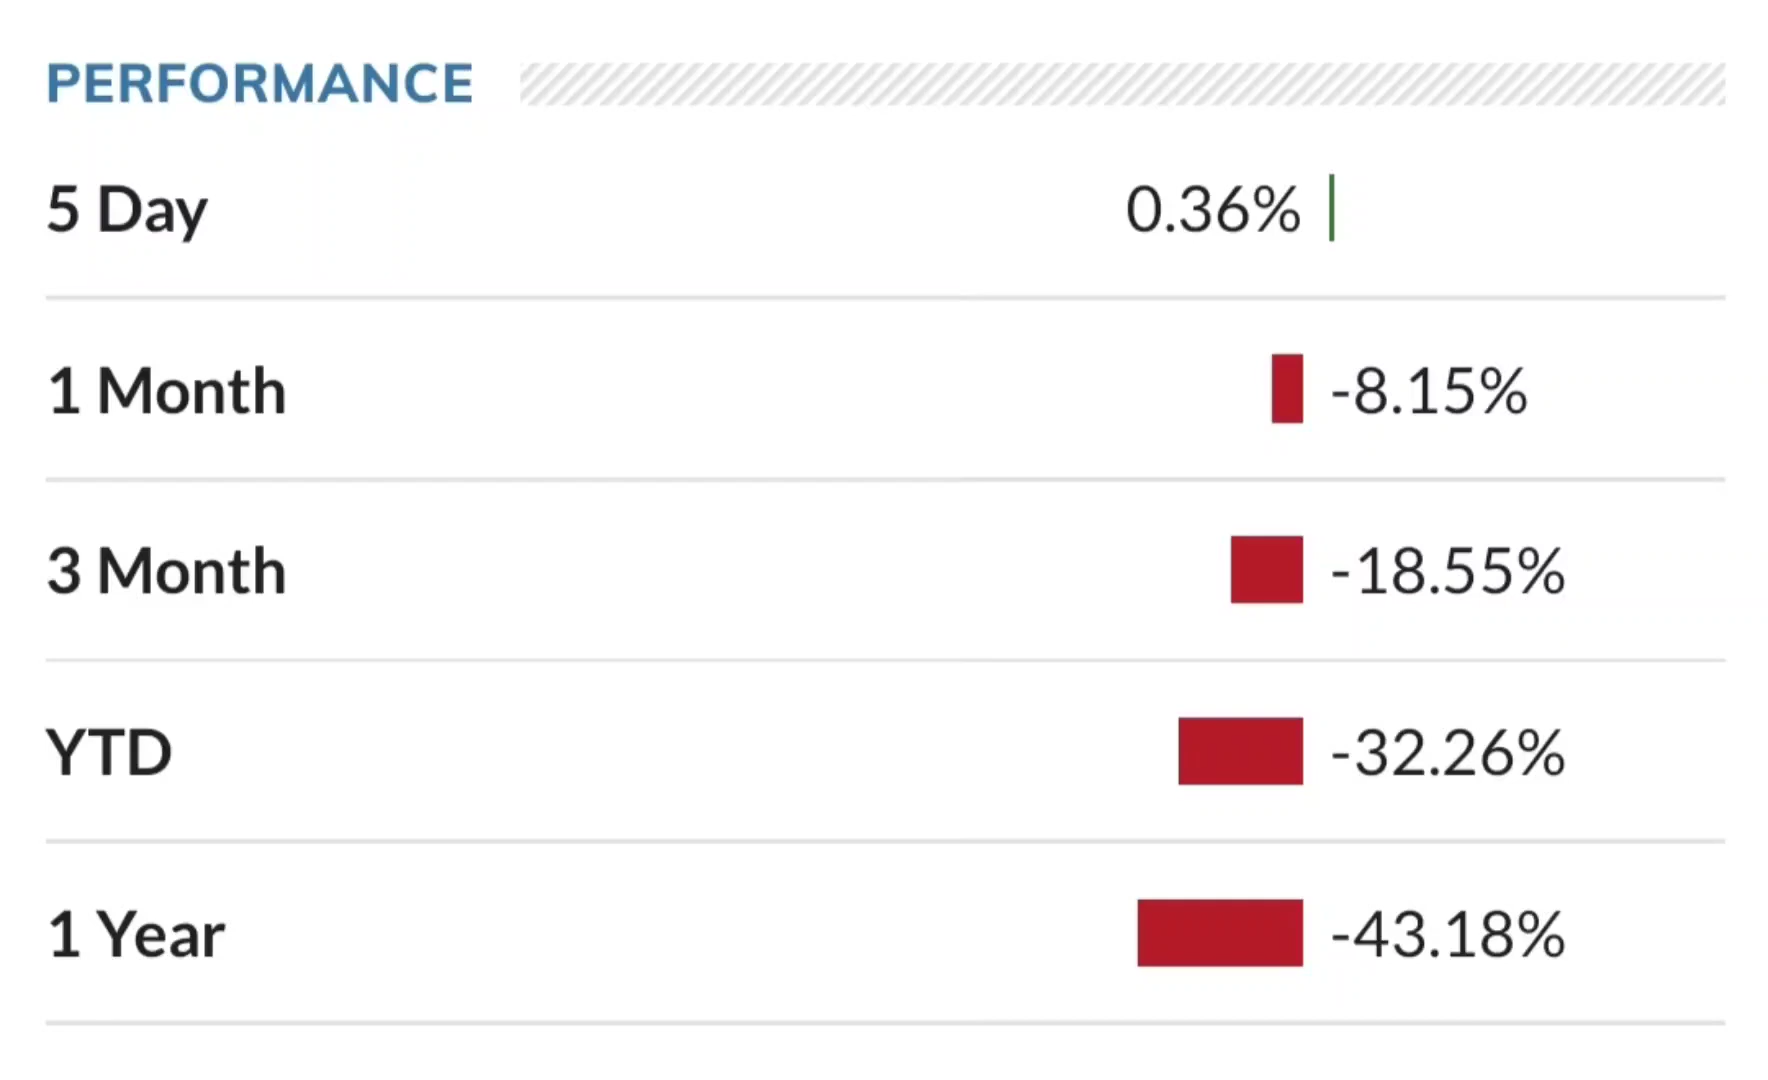 PERFORMANCE
5 Day 0.36%
1 Month -8.15%
3 Month -18.55%
YTD -32.26%
1 Year -43.18%